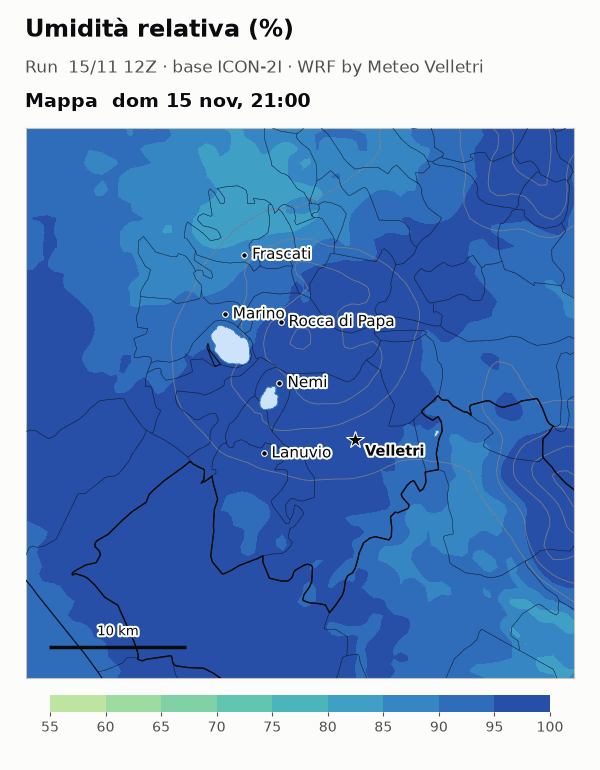 Umidità relativa (%)
Run  15/11 12Z · base ICON-2I · WRF by Meteo Velletri
Mappa  dom 15 nov, 21:00
Frascati
Marino
Rocca di Papa
Nemi
Velletri
Lanuvio
10 km
55 60 65 70 75 80 85 90 95 100